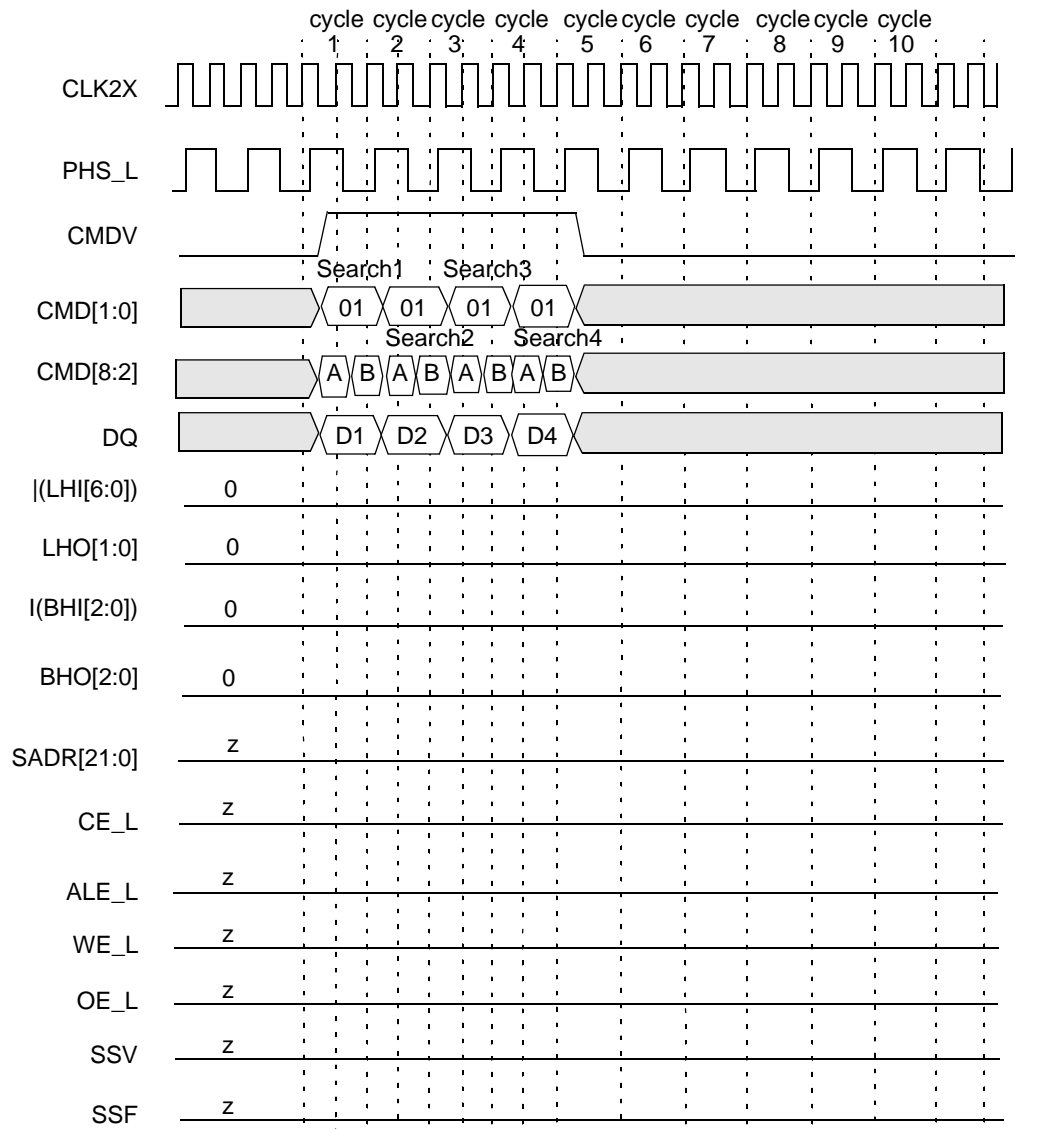 cycle cycle cycle cycle cycle cycle cycle cycle cycle cycle
1 2 3 4 5 6 7 8 9 10
CLK2X
PHS_L
CMDV
Search1 Search3
CMD[1:0] 01 01 01 01
Search2 Search4
CMD[8:2] A B A B A B A B
DQ D1 D2 D3 D4
|(LHI[6:0]) 0
LHO[1:0] 0
I(BHI[2:0]) 0
BHO[2:0] 0
SADR[21:0] z
CE_L z
ALE_L z
WE_L z
OE_L z
SSV z
SSF z